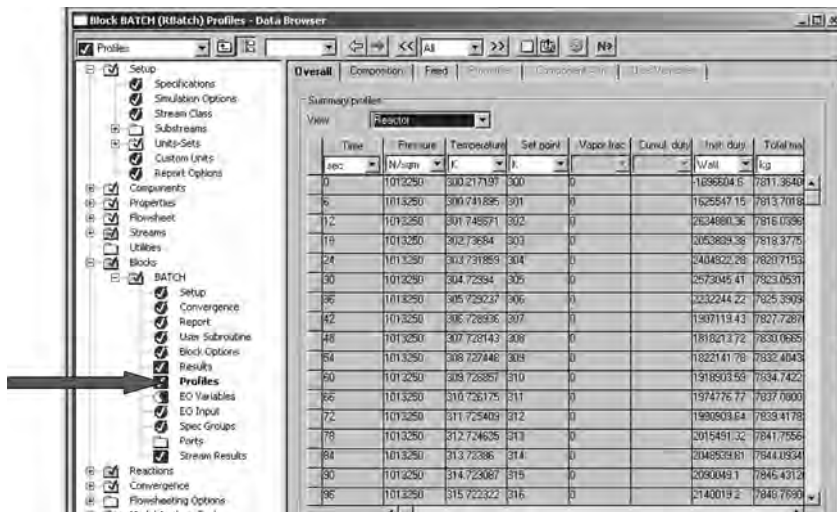 Block BATCH (RBatch) Profiles - Data Browser
Profiles All N>
Setup
Specifications
Simulation Options
Stream Class
Substreams
Units-Sets
Custom Units
Report Options
Components
Properties
Flowsheet
Streams
Utilities
Blocks
BATCH
Setup
Convergence
Report
User Subroutine
Block Options
Results
Profiles
EO Variables
EO Input
Spec Groups
Ports
Stream Results
Reactions
Convergence
Flowsheeting Options
Overall Composition Feed Properties User Variables
Summary profiles
View Reactor
Time Pressure Temperature Set point Vapor frac Cumul. duty Inst. duty Total ma
sec N/sqm K K Watt kg
0 1013250 300.217197 300 0 -1696604.6
6 1013250 300.741895 301 0 1625547.15 7813.7018
12 1013250 302 0 2634880.36
1013250 302.73684 303 0 2053839.38 7818.3775
24 1013250 303.731859 304 0 2404922.28 7820.7153
30 1013250 304.72994 305 0 2573045.41 7823.0531
36 1013250 305.729237 306 0 2232244.22 7825.3909
42 1013250 306.728936 307 0 1907119.43 7827.7287
48 1013250 307.728143 308 0 1818213.72 7830.0665
54 1013250 308.727448 309 0 1822141.78 7832.4043
60 1013250 309.726857 310 0 1918903.59 7834.7422
66 1013250 310.726175 311 0 1974776.77 7837.0800
72 1013250 311.725409 312 0 1990909.64 7839.4178
78 1013250 312.724635 313 0 2015491.32 7841.7556
84 1013250 313.72386 314 0 2048539.81 7844.0934
90 1013250 314.723087 315 0 2090049.1 7846.4312
96 1013250 315.722322 316 0 2140019.2 7848.7690